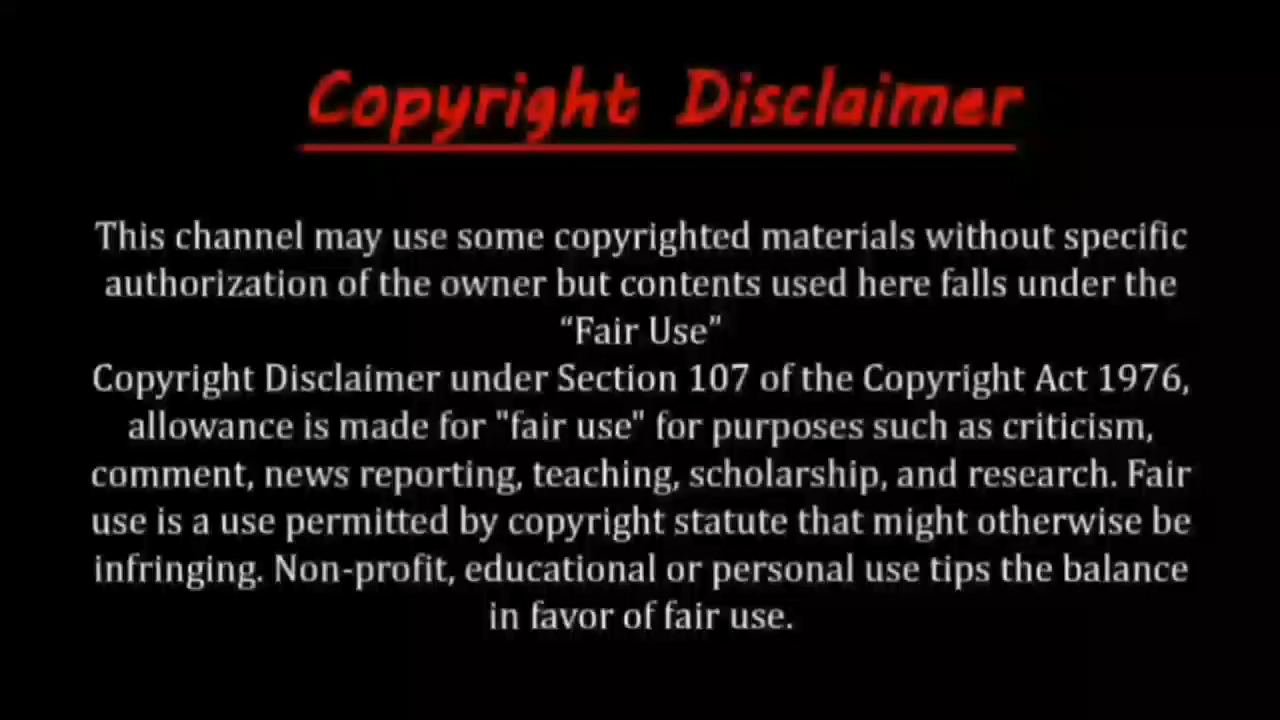 Copyright Disclaimer
This channel may use some copyrighted materials without specific
authorization of the owner but contents used here falls under the
“Fair Use”
Copyright Disclaimer under Section 107 of the Copyright Act 1976,
allowance is made for "fair use" for purposes such as criticism,
comment, news reporting, teaching, scholarship, and research. Fair
use is a use permitted by copyright statute that might otherwise be
infringing. Non-profit, educational or personal use tips the balance
in favor of fair use.